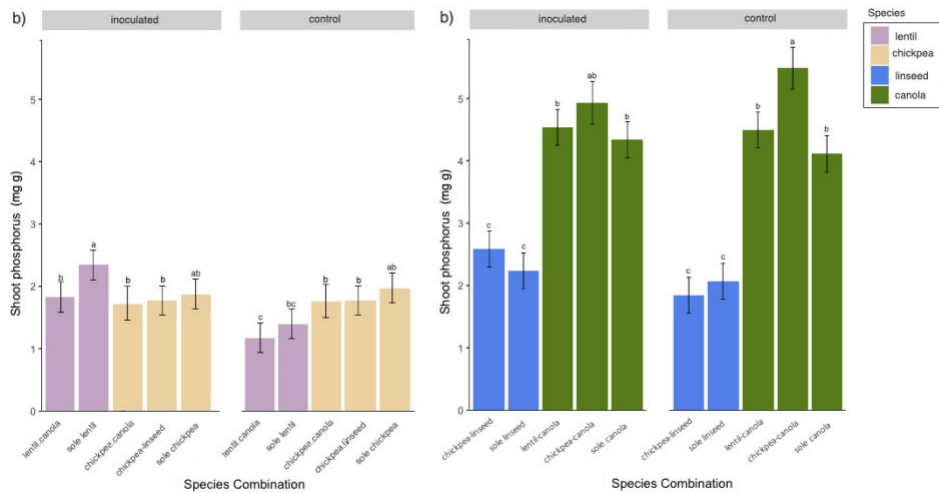 b)
inoculated
control
Shoot phosphorus (mg g)
5
4
3
2
1
0
b
a
b
b
ab
c
bc
b
b
ab
lentil.canola
sole lentil
chickpea.canola
chickpea-linseed
sole chickpea
lentil.canola
sole lentil
chickpea.canola
chickpea.linseed
sole chickpea
Species Combination
b)
inoculated
control
Shoot phosphorus (mg g)
5
4
3
2
1
0
c
c
b
ab
b
c
c
b
a
b
chickpea-linseed
sole linseed
lentil-canola
chickpea-canola
sole canola
chickpea-linseed
sole linseed
lentil-canola
chickpea-canola
sole canola
Species Combination
Species
lentil
chickpea
linseed
canola